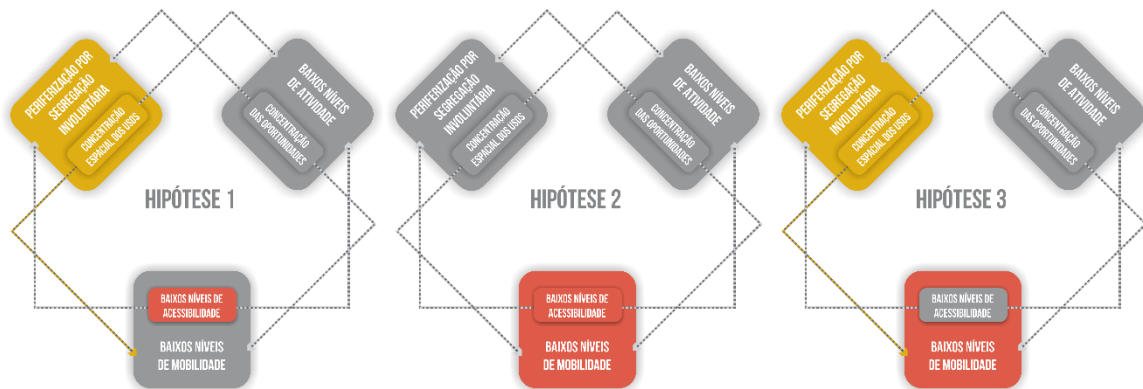 PERIFERIZAÇÃO POR
SEGREGAÇÃO
INVOLUNTÁRIA
CONCENTRAÇÃO
ESPACIAL DOS USOS
BAIXOS NÍVEIS
DE ATIVIDADE
CONCENTRAÇÃO
DAS OPORTUNIDADES
HIPÓTESE 1
BAIXOS NÍVEIS DE
ACESSIBILIDADE
BAIXOS NÍVEIS
DE MOBILIDADE
PERIFERIZAÇÃO POR
SEGREGAÇÃO
INVOLUNTÁRIA
CONCENTRAÇÃO
ESPACIAL DOS USOS
BAIXOS NÍVEIS
DE ATIVIDADE
CONCENTRAÇÃO
DAS OPORTUNIDADES
HIPÓTESE 2
BAIXOS NÍVEIS DE
ACESSIBILIDADE
BAIXOS NÍVEIS
DE MOBILIDADE
PERIFERIZAÇÃO POR
SEGREGAÇÃO
INVOLUNTÁRIA
CONCENTRAÇÃO
ESPACIAL DOS USOS
BAIXOS NÍVEIS
DE ATIVIDADE
CONCENTRAÇÃO
DAS OPORTUNIDADES
HIPÓTESE 3
BAIXOS NÍVEIS DE
ACESSIBILIDADE
BAIXOS NÍVEIS
DE MOBILIDADE